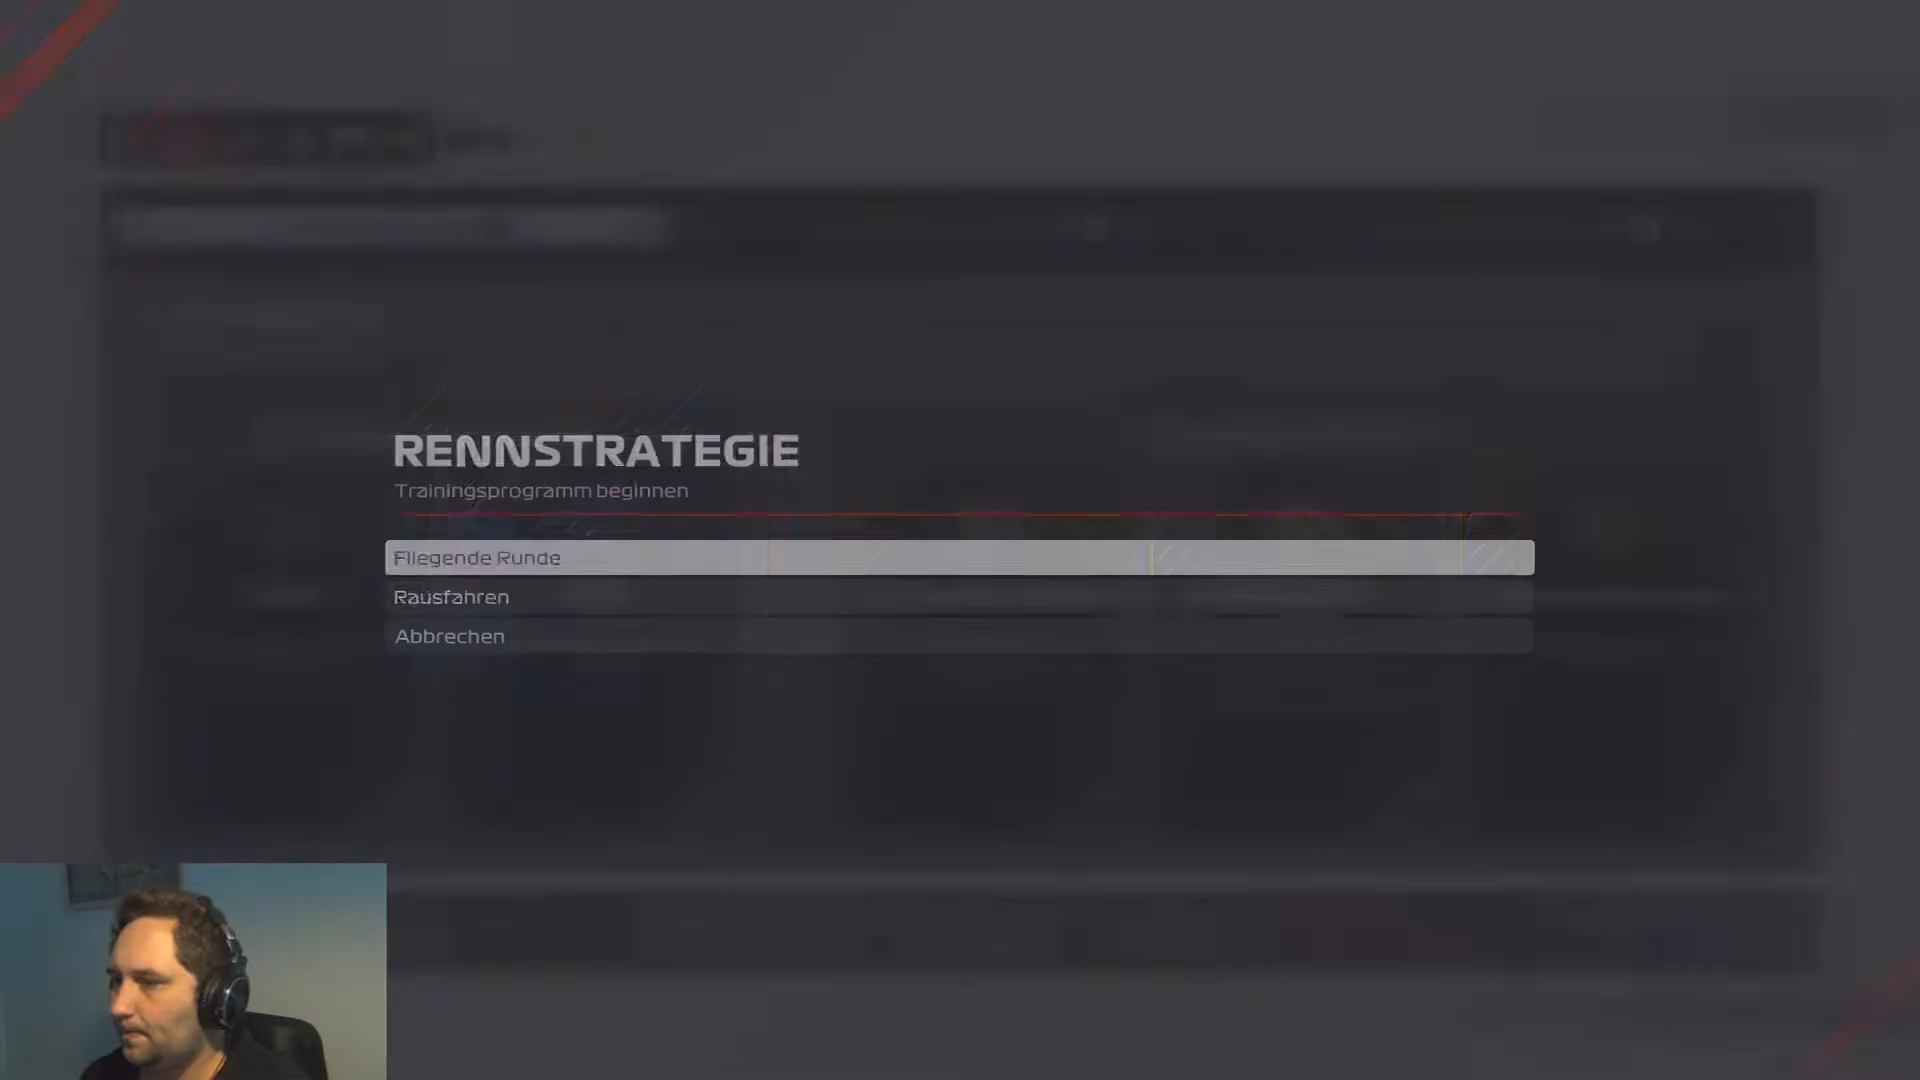 RENNSTRATEGIE
Trainingsprogramm beginnen
Fliegende Runde
Rausfahren
Abbrechen